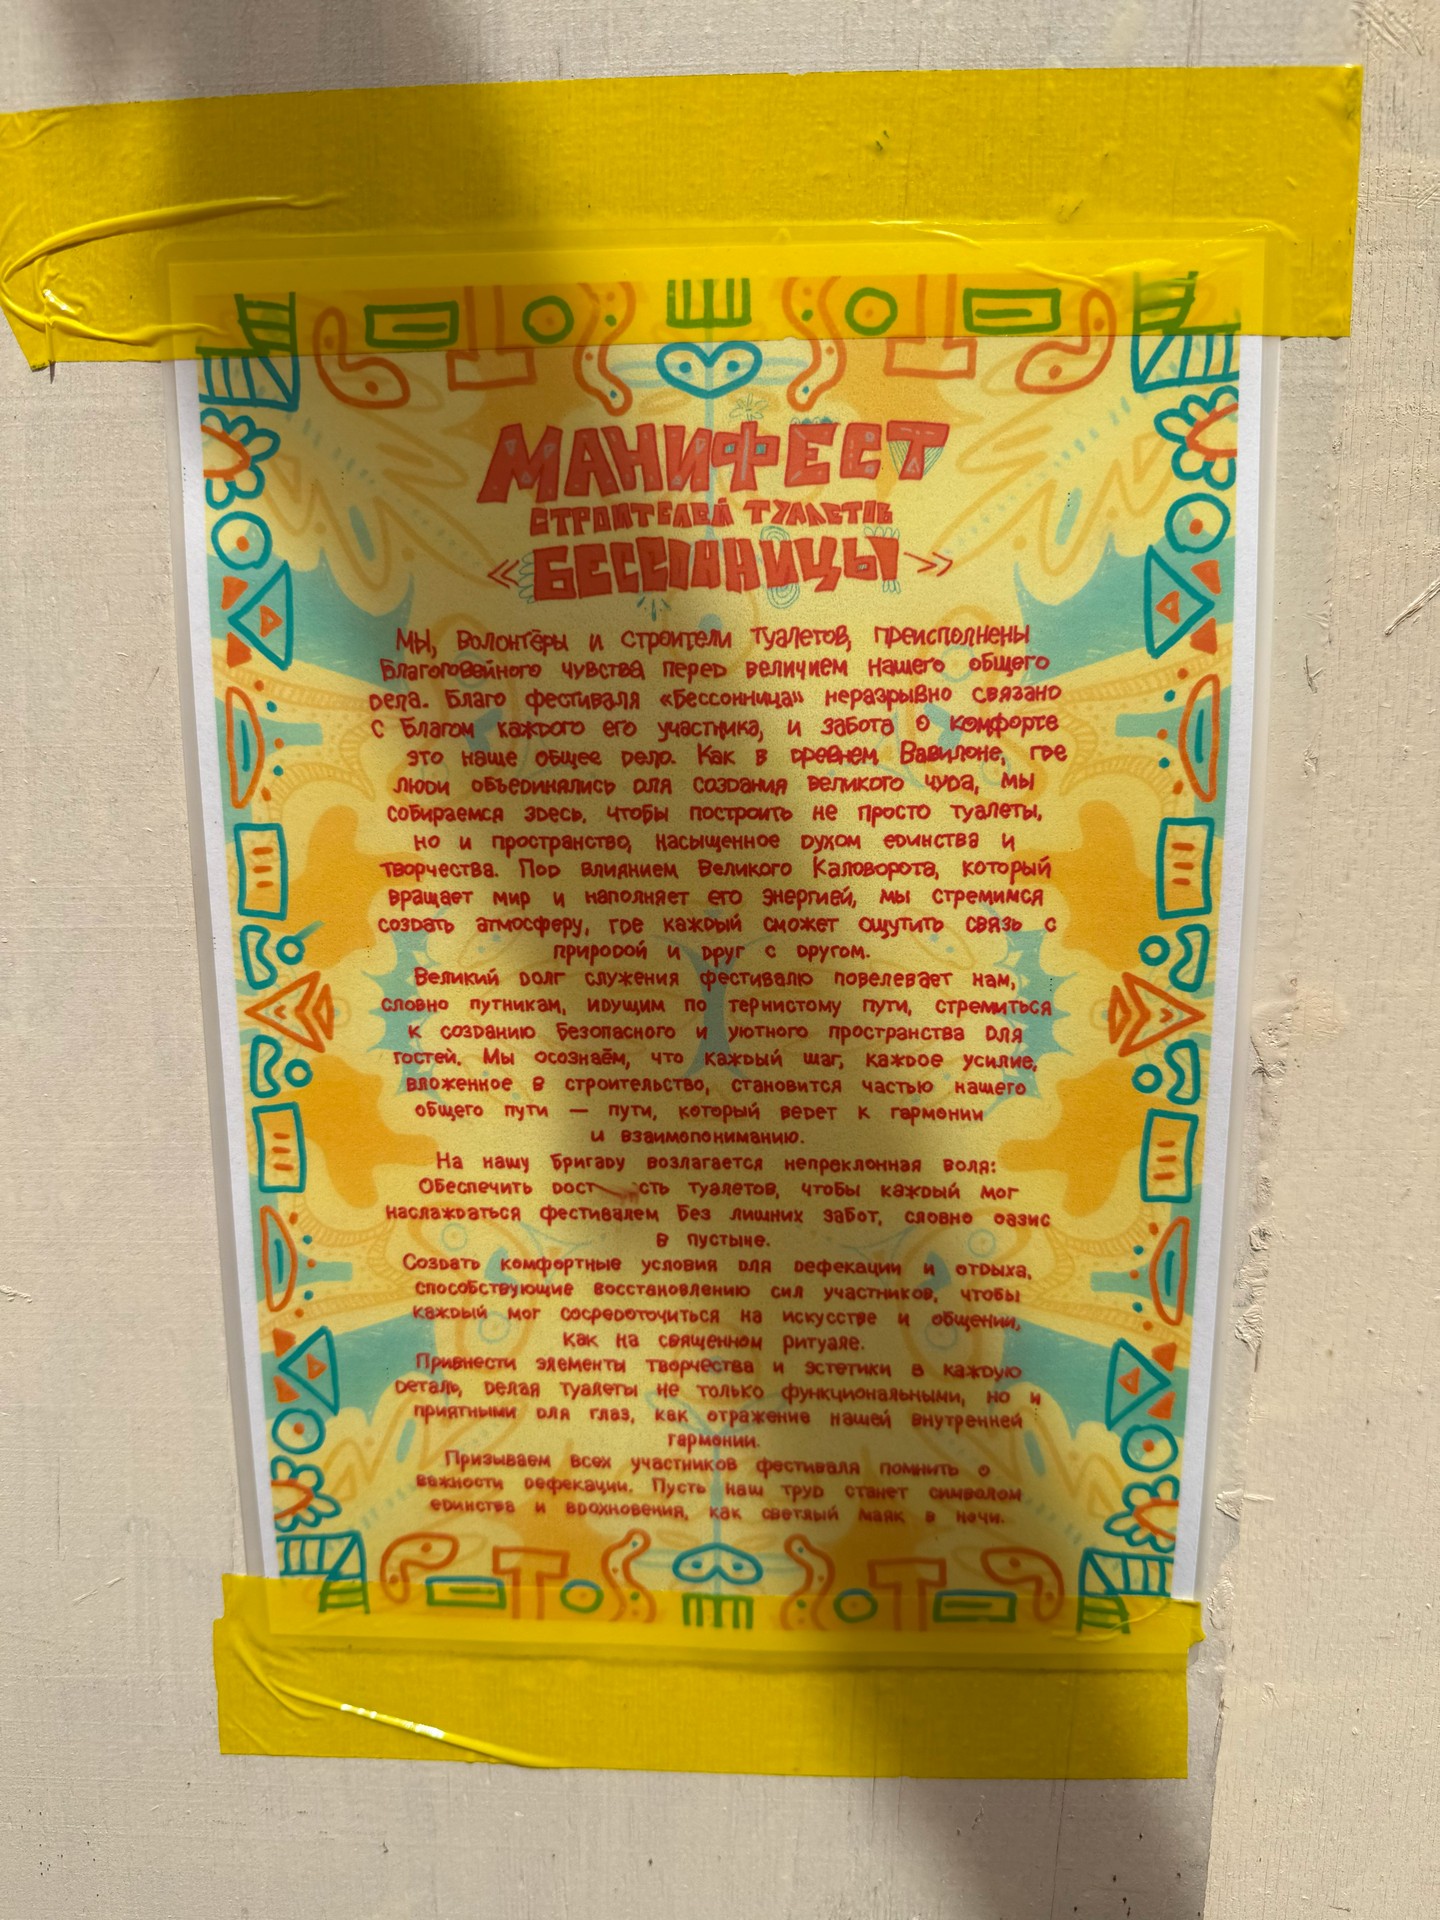 МАНИФЕСТ
СТРОИТЕЛЕЙ ТУАЛЕТОВ
«БЕССОННИЦЫ»
Мы, волонтёры и строители туалетов, преисполнены
благоговейного чувства перед величием нашего общего
дела. Благо фестиваля «Бессонница» неразрывно связано
с благом каждого его участника, и забота о комфорте
это наше общее дело. Как в древнем Вавилоне, где
люди объединялись для создания великого чуда, мы
собираемся здесь, чтобы построить не просто туалеты,
но и пространство, насыщенное духом единства и
творчества. Под влиянием Великого Каловорота, который
вращает мир и наполняет его энергией, мы стремимся
создать атмосферу, где каждый сможет ощутить связь с
природой и друг с другом.
Великий долг служения фестивалю повелевает нам,
словно путникам, идущим по тернистому пути, стремиться
к созданию безопасного и уютного пространства для
гостей. Мы осознаём, что каждый шаг, каждое усилие,
вложенное в строительство, становится частью нашего
общего пути — пути, который ведет к гармонии
и взаимопониманию.
На нашу бригаду возлагается непреклонная воля:
Обеспечить туалетов, чтобы каждый мог
наслаждаться фестивалем без лишних забот, словно оазис
в пустыне.
Создать комфортные условия для дефекации и отдыха,
способствующие восстановлению сил участников, чтобы
каждый мог сосредоточиться на искусстве и общении,
как на священном ритуале.
Привнести элементы творчества и эстетики в каждую
деталь, делая туалеты не только функциональными, но и
приятными для глаз, как отражение нашей внутренней
гармонии.
Призываем всех участников фестиваля помнить о
важности дефекации. Пусть наш труд станет символом
единства и вдохновения, как светлый маяк в ночи.